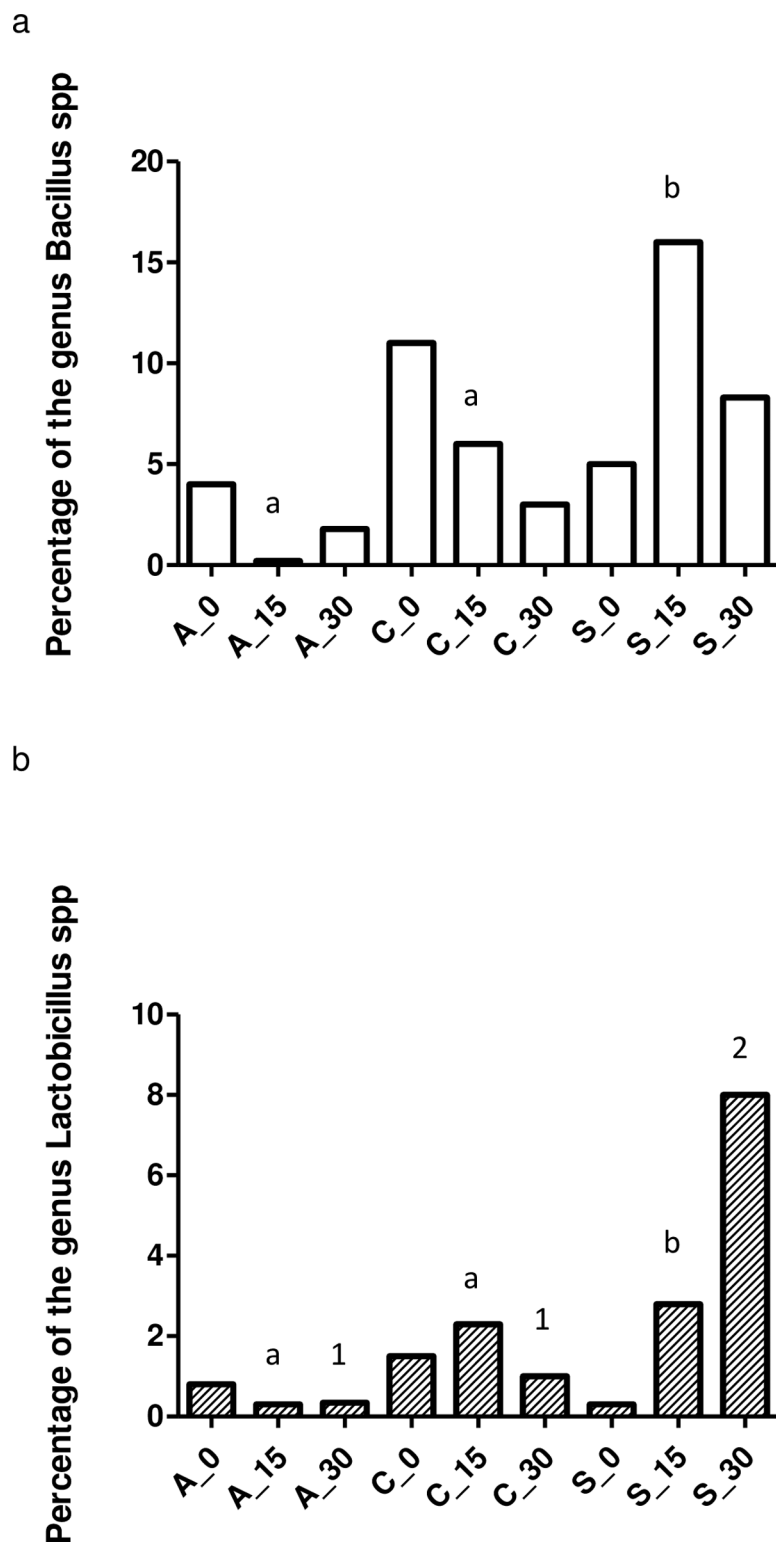 a
Percentage of the genus Bacillus spp
20
15
10
5
0
b
a
a
A_0
A_15
A_30
C_0
C_15
C_30
S_0
S_15
S_30
b
Percentage of the genus Lactobicillus spp
10
8
6
4
2
0
2
b
a
1
a
1
A_0
A_15
A_30
C_0
C_15
C_30
S_0
S_15
S_30